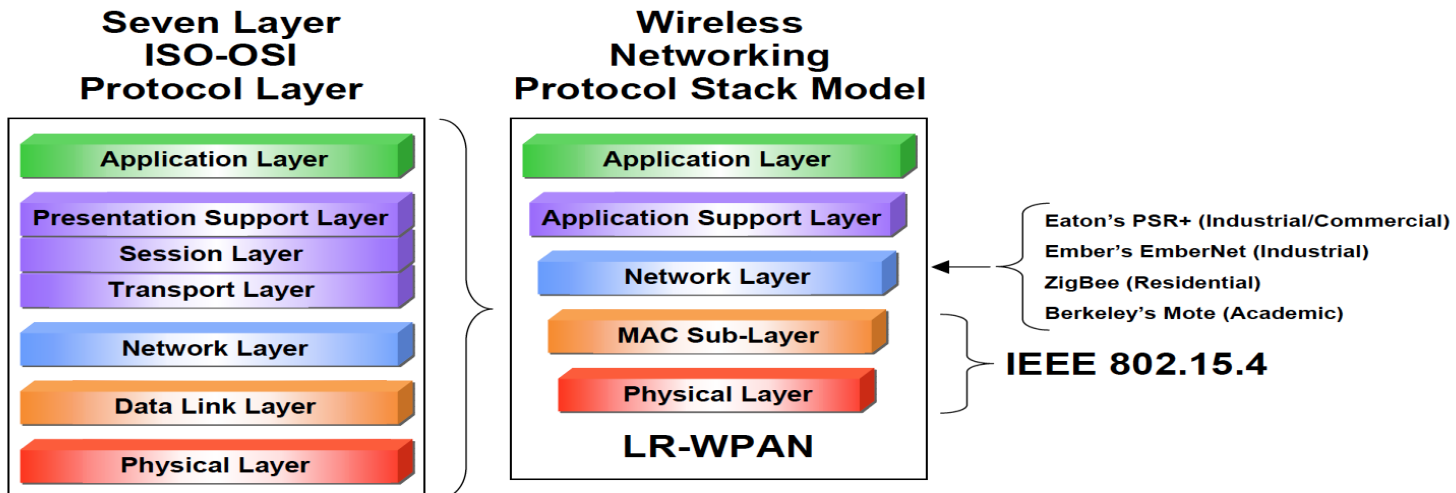 Seven Layer
ISO-OSI
Protocol Layer
Application Layer
Presentation Support Layer
Session Layer
Transport Layer
Network Layer
Data Link Layer
Physical Layer
Wireless
Networking
Protocol Stack Model
Application Layer
Application Support Layer
Network Layer
MAC Sub-Layer
Physical Layer
LR-WPAN
Eaton’s PSR+ (Industrial/Commercial)
Ember’s EmberNet (Industrial)
ZigBee (Residential)
Berkeley’s Mote (Academic)
IEEE 802.15.4